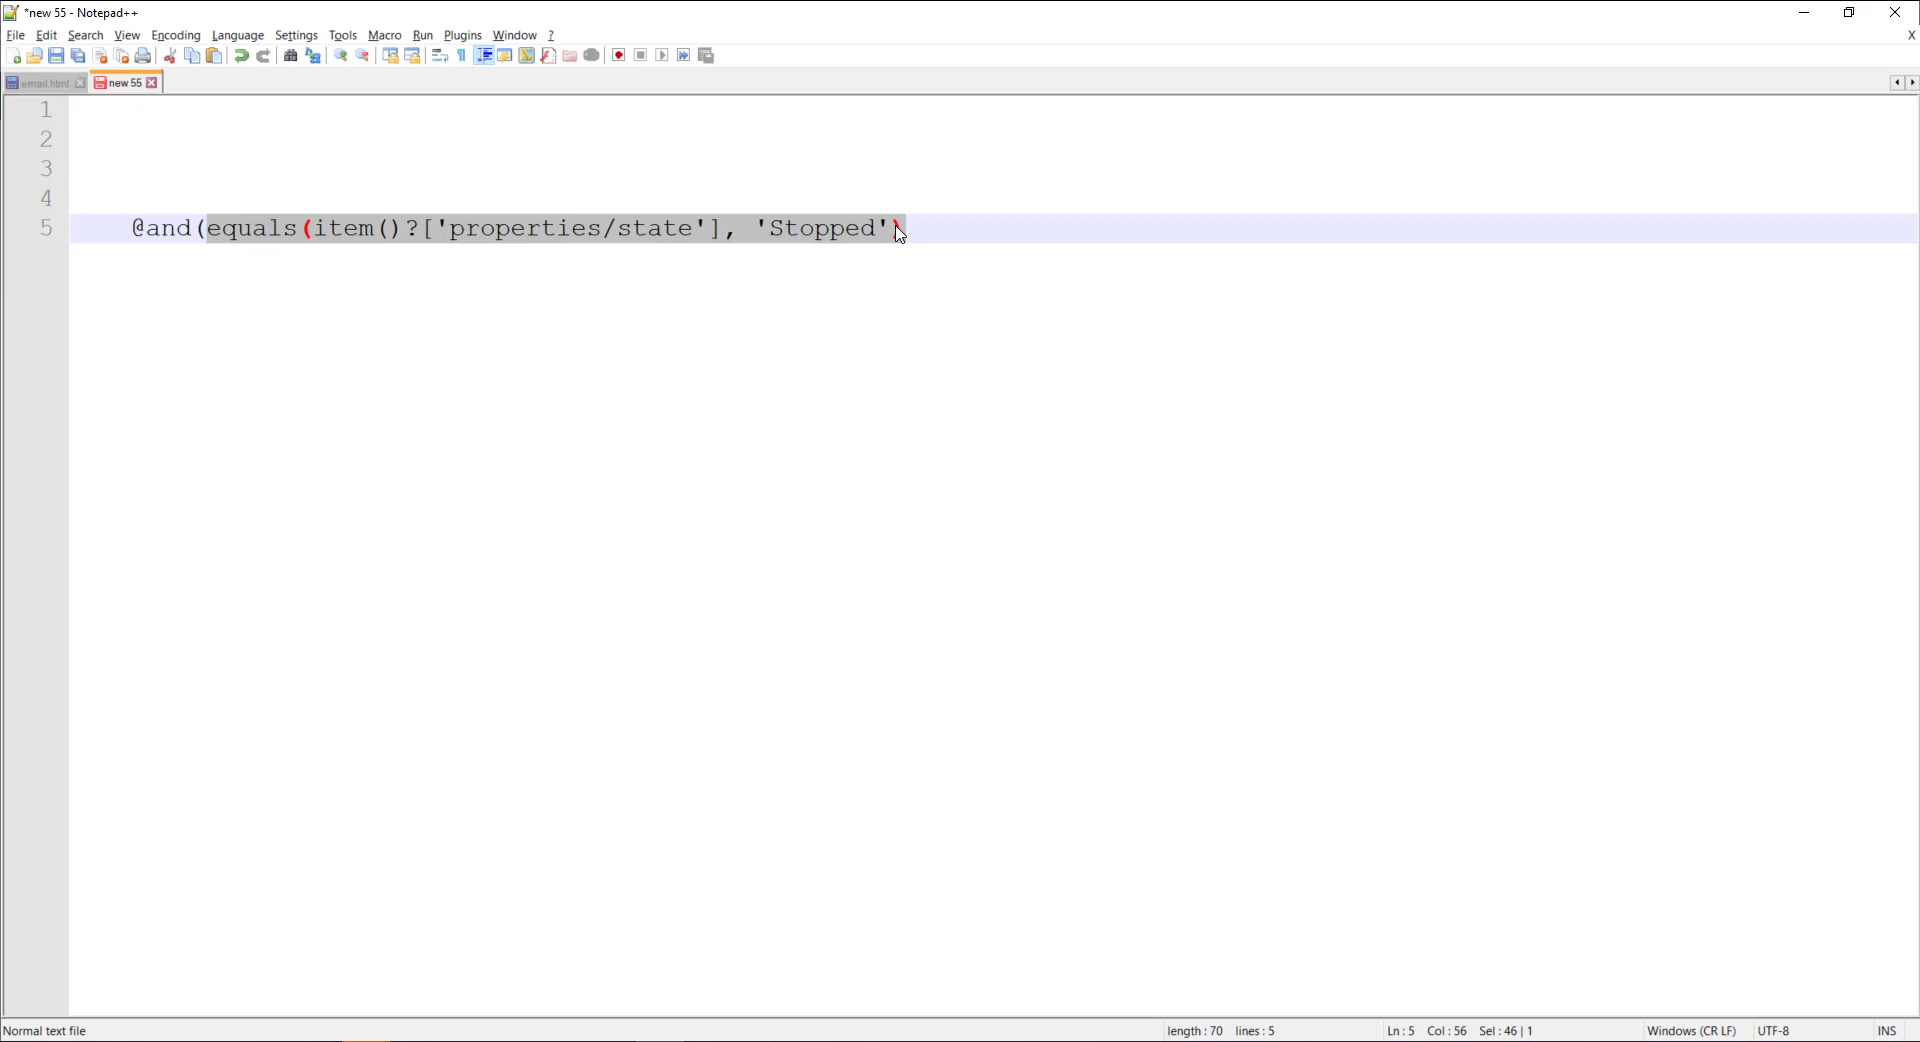 *new 55 - Notepad++
File Edit Search View Encoding Language Settings Tools Macro Run Plugins Window ? X
email.html new 55
1
2
3
4
5 @and(equals(item()?['properties/state'], 'Stopped')
Normal text file length : 70 lines : 5 Ln : 5 Col : 56 Sel : 46 | 1 Windows (CR LF) UTF-8 INS